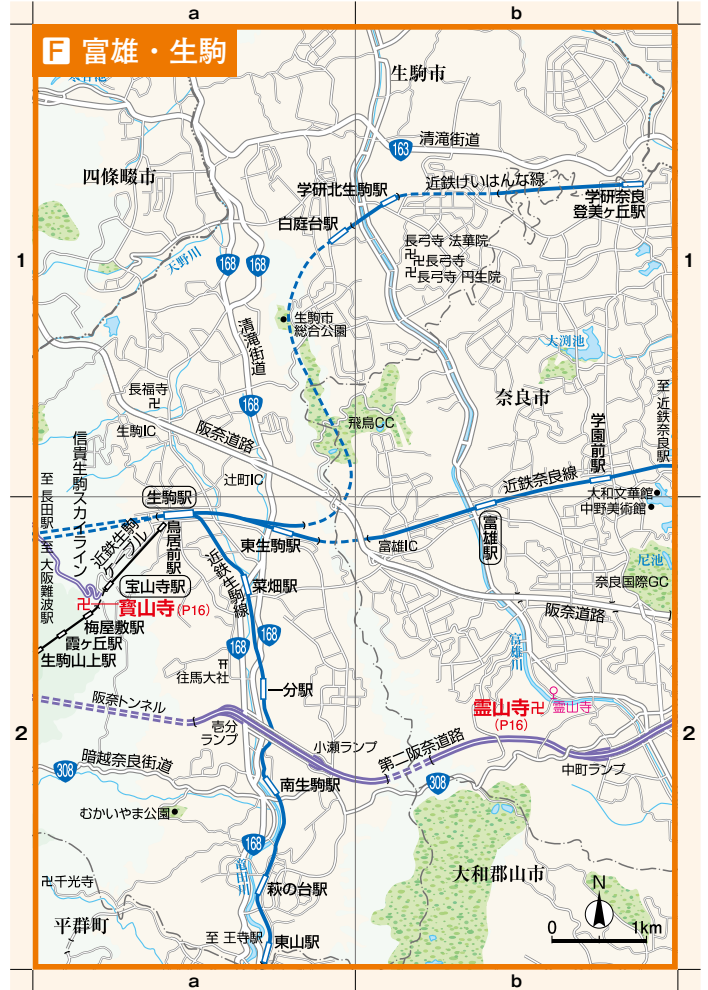 a
b
F 富雄・生駒
生駒市
163
清滝街道
四條畷市
学研北生駒駅
近鉄けいはんな線
学研奈良
登美ヶ丘駅
白庭台駅
長弓寺 法華院
卍長弓寺
卍長弓寺 円生院
1
1
天野川
168
168
生駒市
総合公園
清滝街道
大渕池
至 近鉄奈良駅
長福寺
卍
奈良市
168
飛鳥CC
学園前駅
生駒IC
阪奈道路
信貴生駒スカイライン
辻町IC
近鉄奈良線
至 長田駅
至 大阪難波駅
生駒駅
大和文華館
中野美術館
鳥居前駅
近鉄生駒
ケーブル
東生駒駅
富雄IC
富雄駅
尼池
近鉄生駒線
宝山寺駅
菜畑駅
奈良国際GC
卍
寳山寺(P16)
阪奈道路
梅屋敷駅
霞ヶ丘駅
生駒山上駅
168
168
富雄川
往馬大社
一分駅
阪奈トンネル
霊山寺卍
(P16)
霊山寺
2
2
壱分
ランプ
小瀬ランプ
第二阪奈道路
暗越奈良街道
308
中町ランプ
南生駒駅
308
むかいやま公園
168
竜田川
大和郡山市
卍千光寺
萩の台駅
N
平群町
至 王寺駅
東山駅
0
1km
a
b